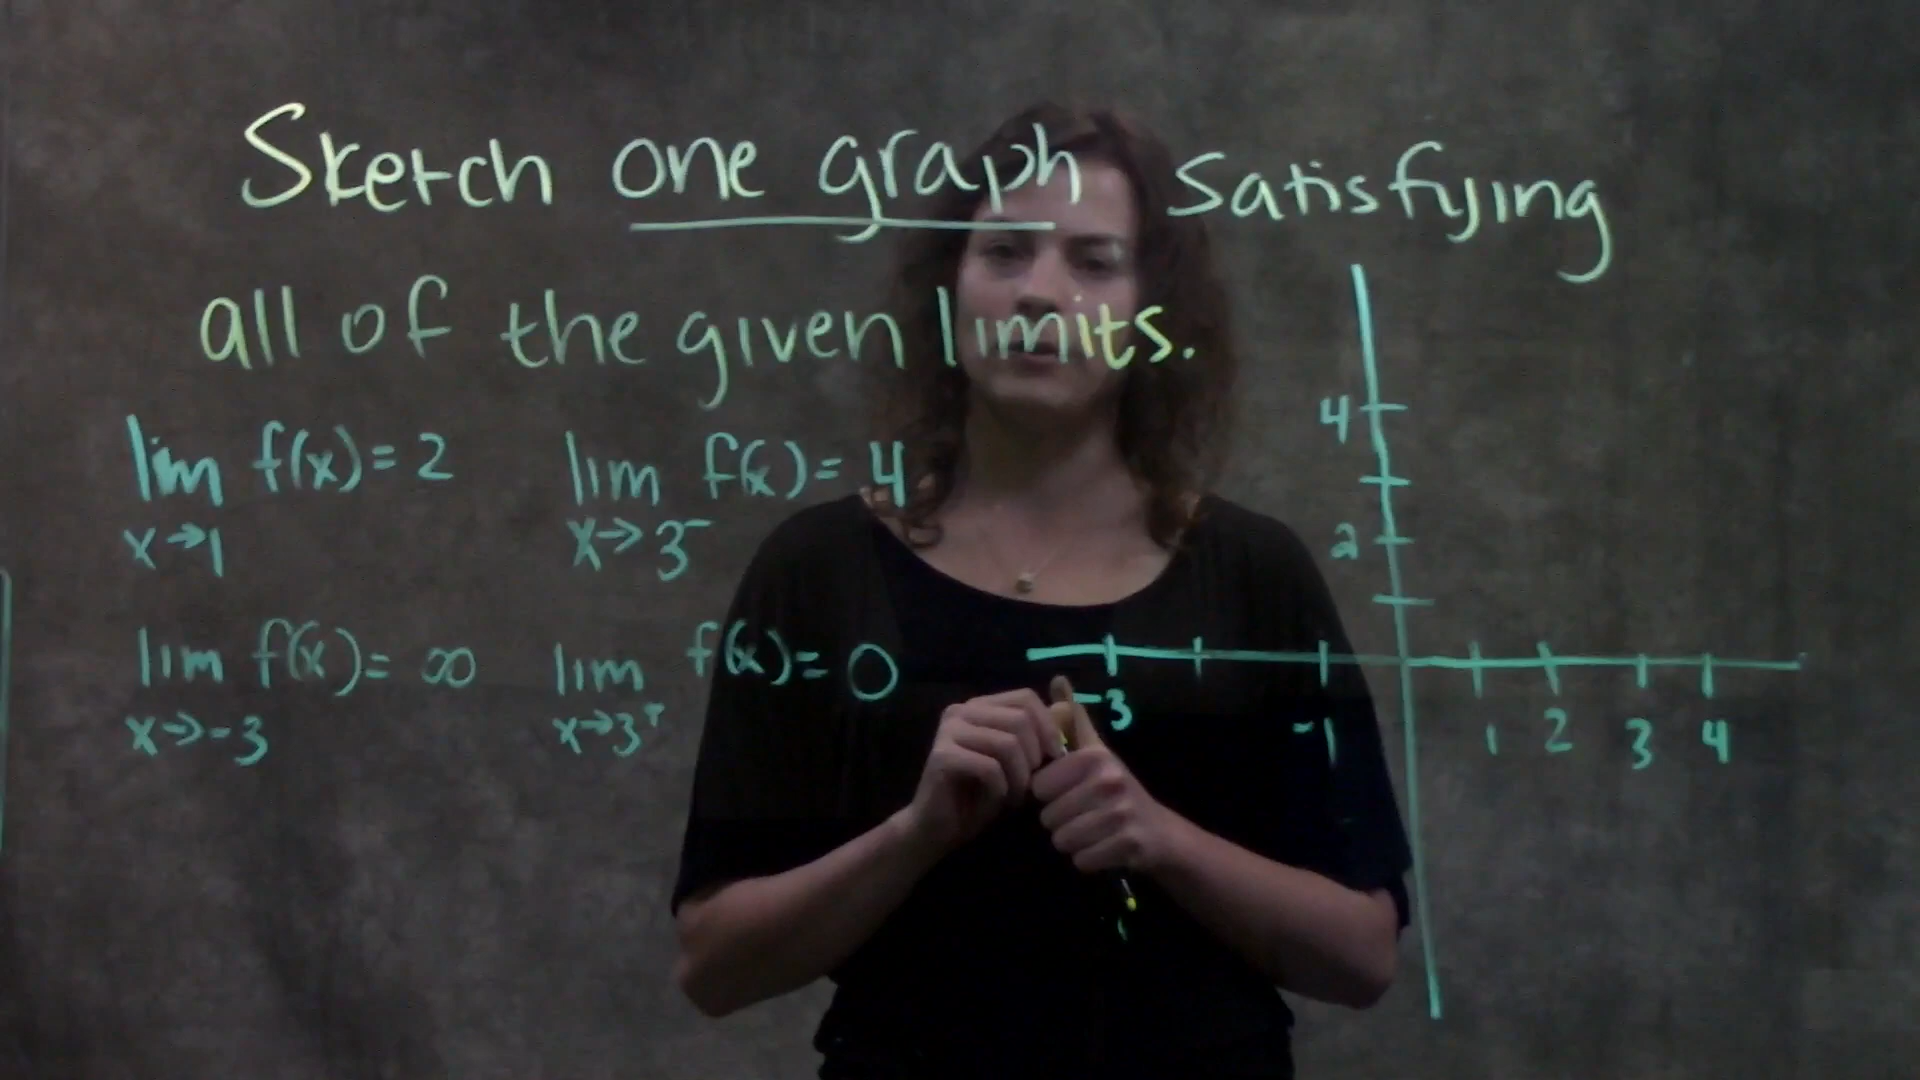 Sketch one graph satisfying
all of the given limits.
lim f(x) = 2 lim f(x) = 4
x→1 x→3⁻
lim f(x) = ∞ lim f(x) = 0
x→-3 x→3⁺
4
2
-3 -1 1 2 3 4